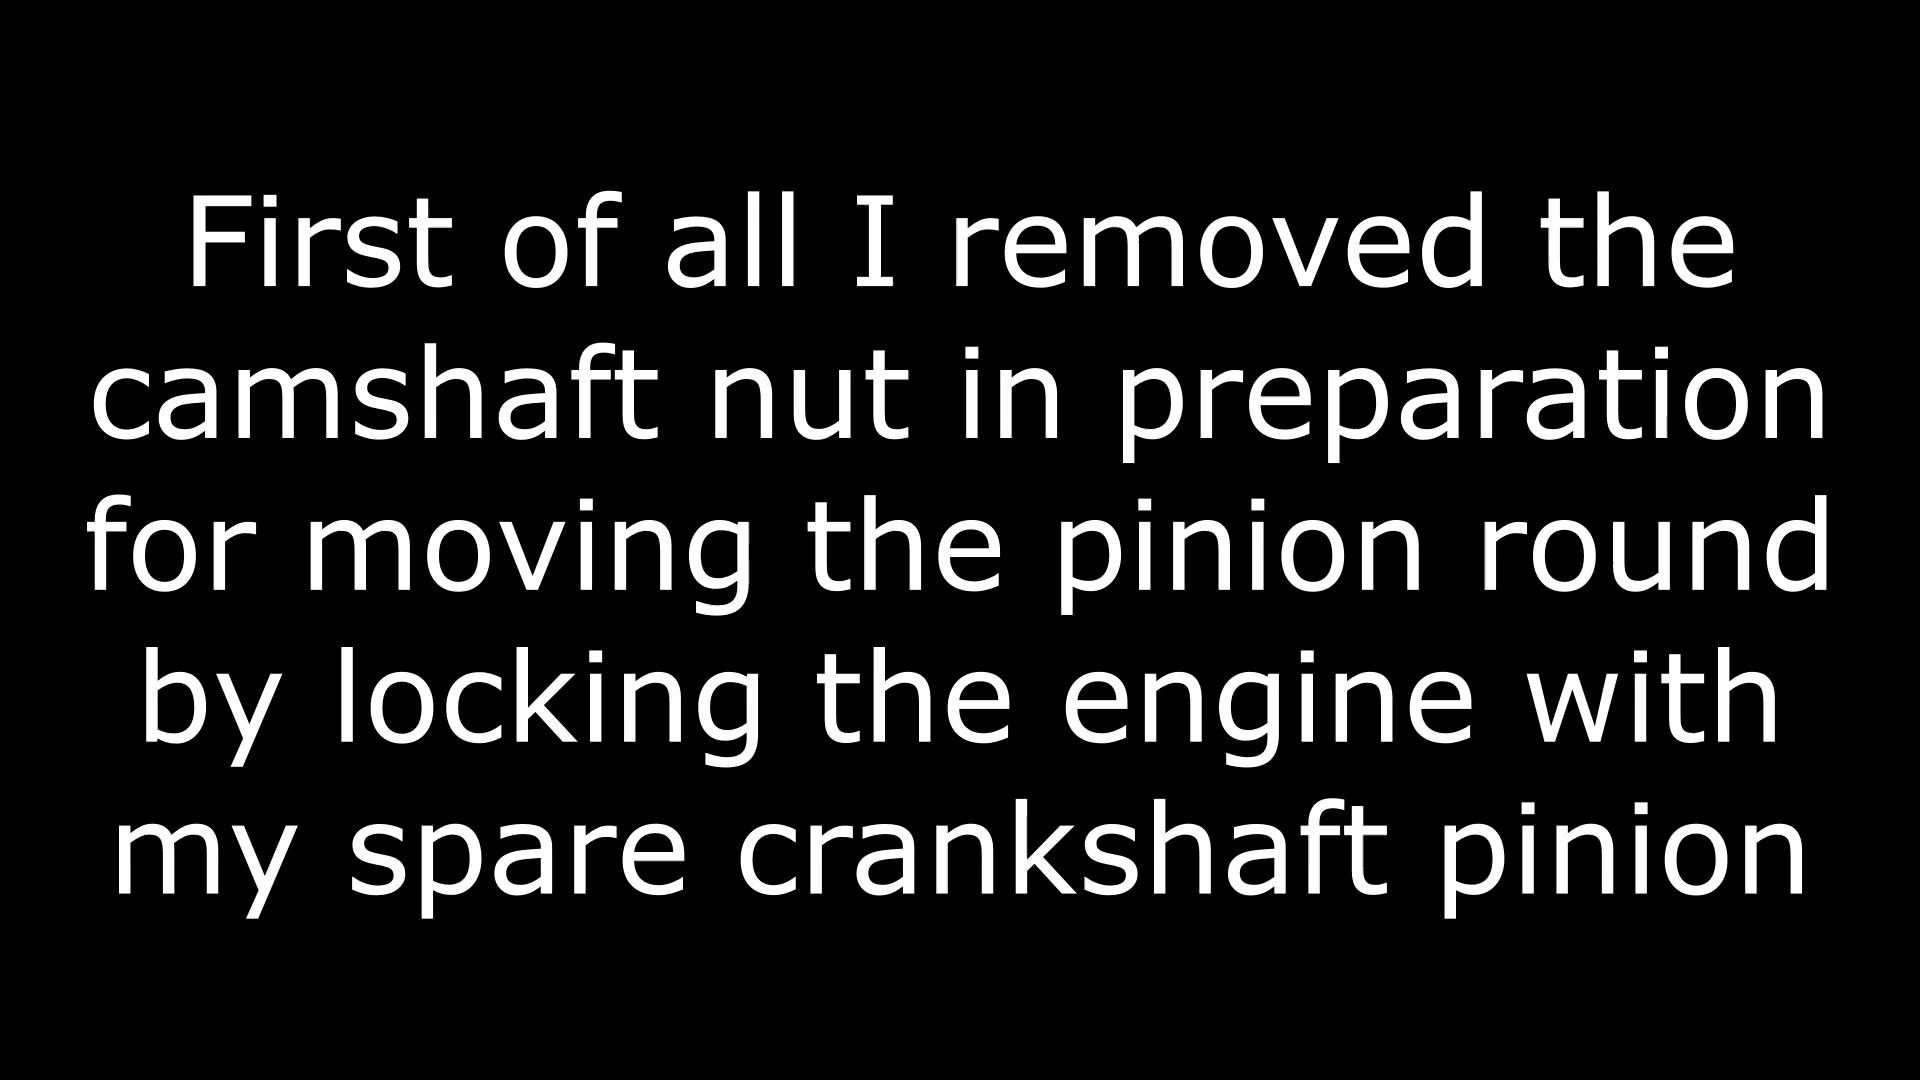 First of all I removed the
camshaft nut in preparation
for moving the pinion round
by locking the engine with
my spare crankshaft pinion